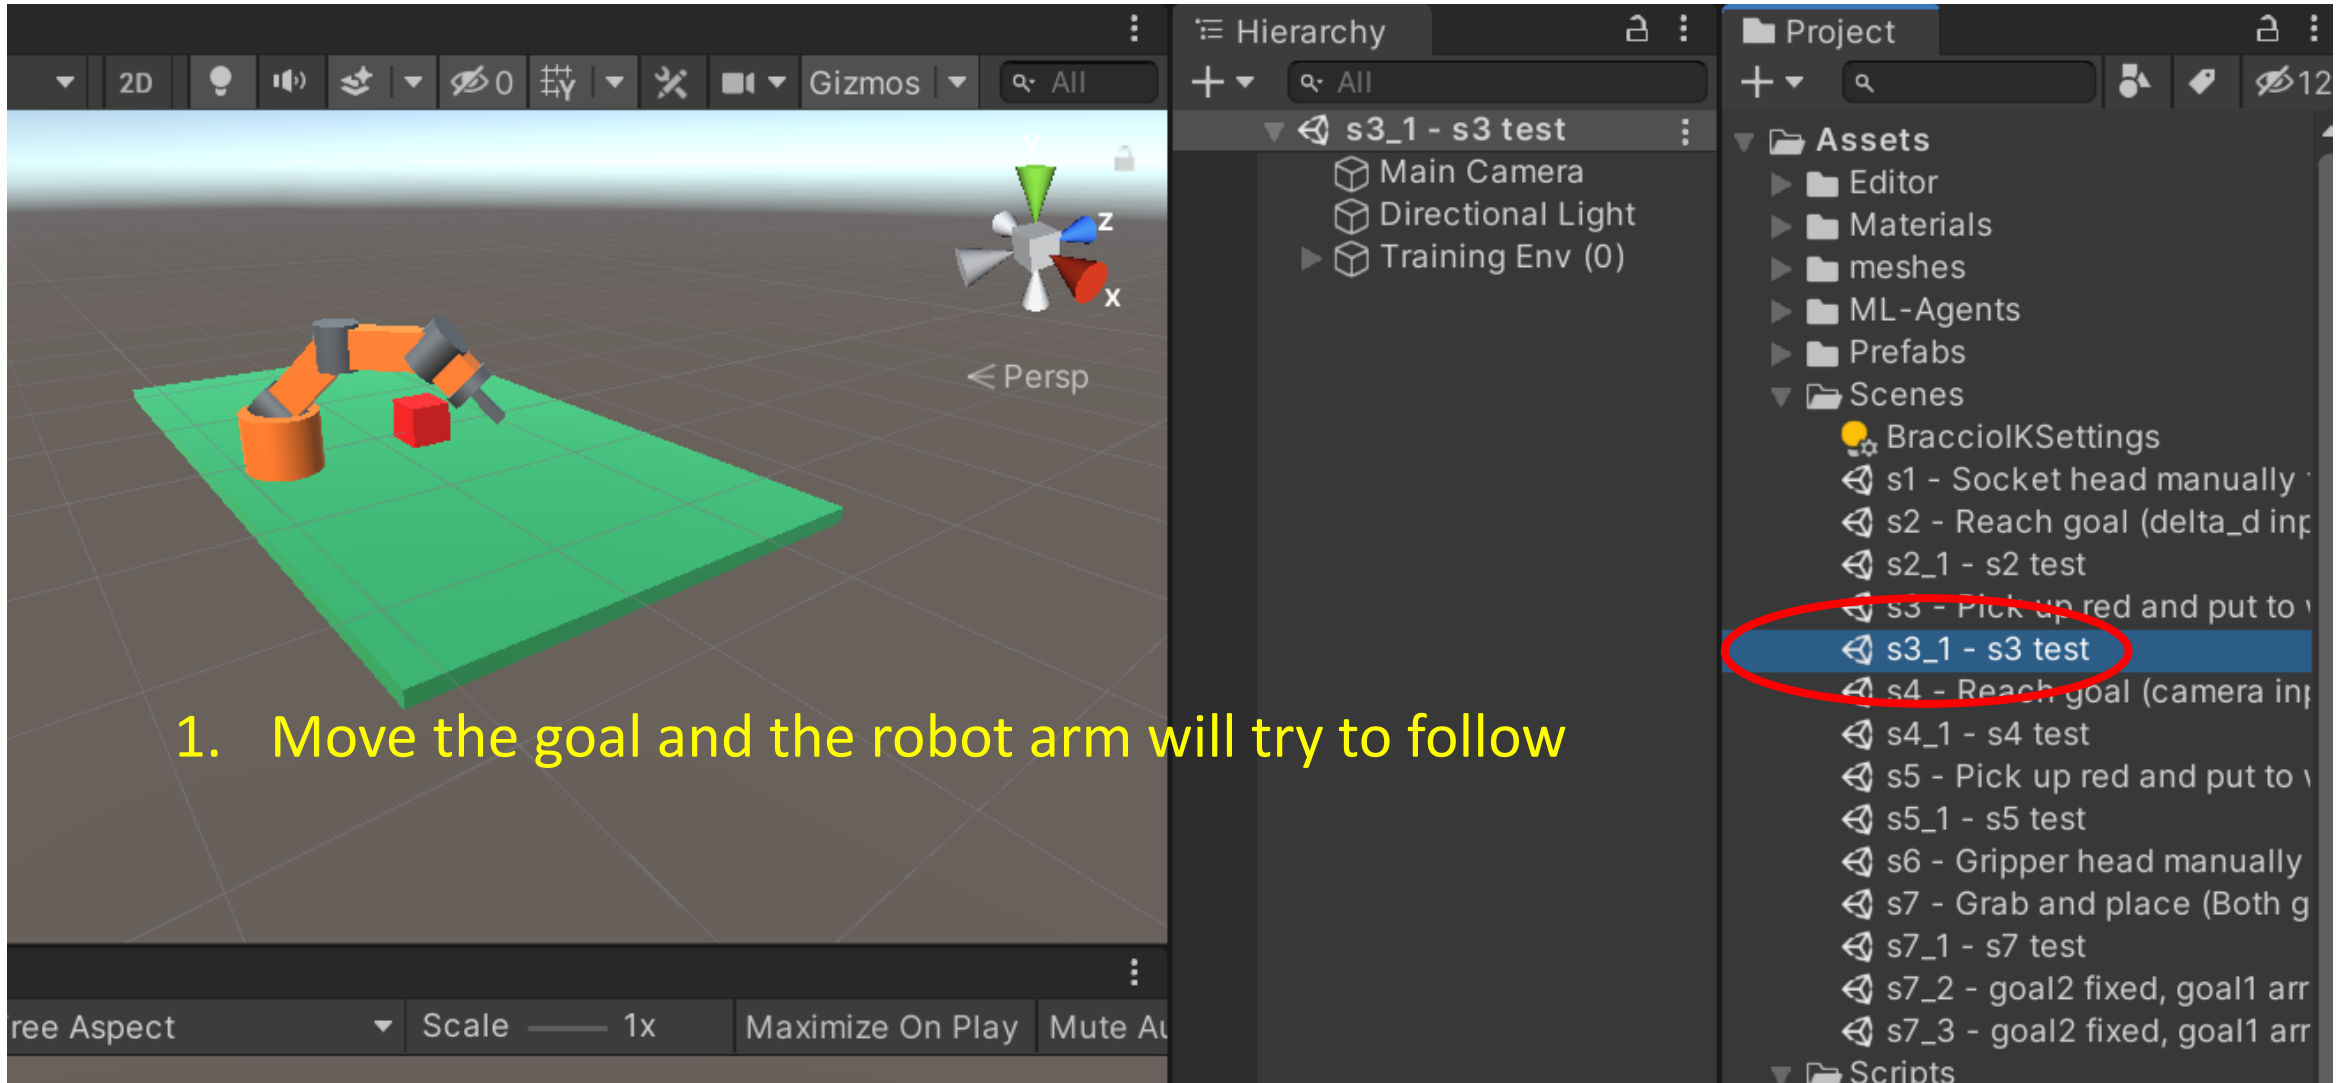 Hierarchy
Project
2D
0
Gizmos
All
All
12
s3_1 - s3 test
Main Camera
Directional Light
Training Env (0)
y
z
x
Persp
Assets
Editor
Materials
meshes
ML-Agents
Prefabs
Scenes
BraccioIKSettings
s1 - Socket head manually
s2 - Reach goal (delta_d inp
s2_1 - s2 test
s3 - Pick up red and put to
s3_1 - s3 test
s4 - Reach goal (camera inp
s4_1 - s4 test
s5 - Pick up red and put to
s5_1 - s5 test
s6 - Gripper head manually
s7 - Grab and place (Both g
s7_1 - s7 test
s7_2 - goal2 fixed, goal1 arr
s7_3 - goal2 fixed, goal1 arr
Scripts
1. Move the goal and the robot arm will try to follow
ree Aspect
Scale 1x
Maximize On Play
Mute Au